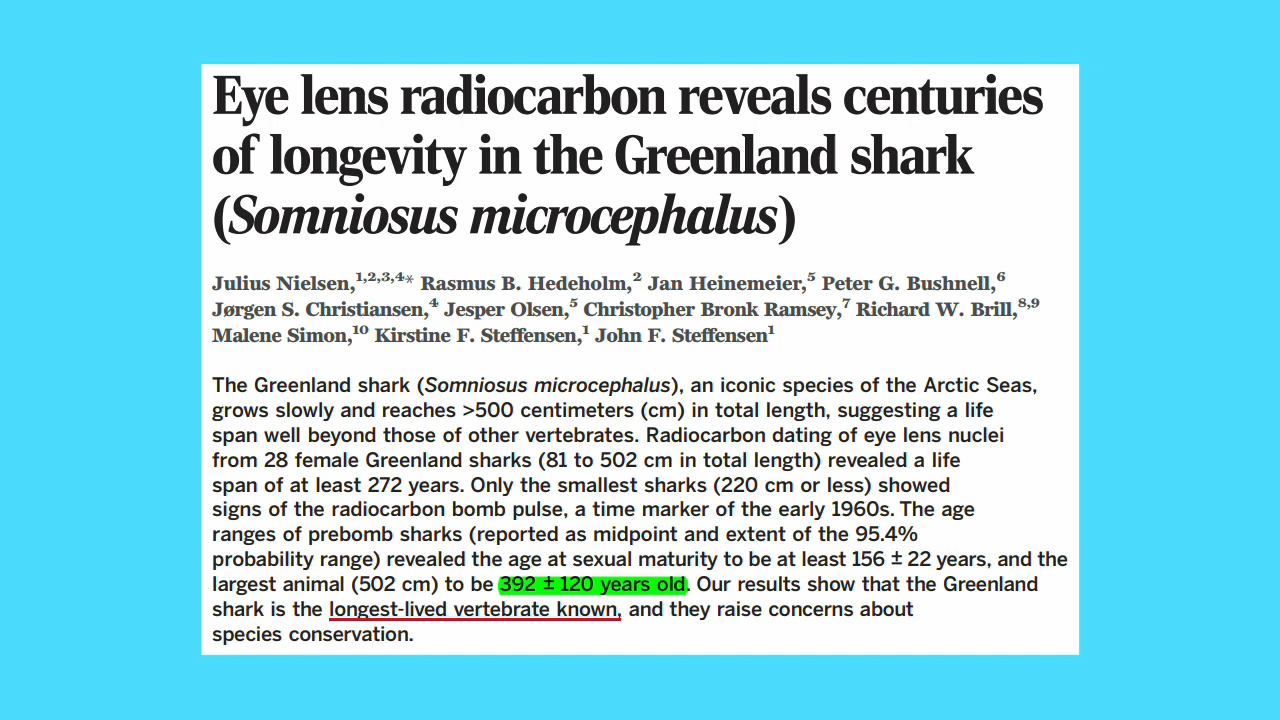 Eye lens radiocarbon reveals centuries
of longevity in the Greenland shark
(Somniosus microcephalus)
Julius Nielsen,1,2,3,4* Rasmus B. Hedeholm,2 Jan Heinemeier,5 Peter G. Bushnell,6
Jørgen S. Christiansen,4 Jesper Olsen,5 Christopher Bronk Ramsey,7 Richard W. Brill,8,9
Malene Simon,10 Kirstine F. Steffensen,1 John F. Steffensen1
The Greenland shark (Somniosus microcephalus), an iconic species of the Arctic Seas,
grows slowly and reaches >500 centimeters (cm) in total length, suggesting a life
span well beyond those of other vertebrates. Radiocarbon dating of eye lens nuclei
from 28 female Greenland sharks (81 to 502 cm in total length) revealed a life
span of at least 272 years. Only the smallest sharks (220 cm or less) showed
signs of the radiocarbon bomb pulse, a time marker of the early 1960s. The age
ranges of prebomb sharks (reported as midpoint and extent of the 95.4%
probability range) revealed the age at sexual maturity to be at least 156 ± 22 years, and the
largest animal (502 cm) to be 392 ± 120 years old. Our results show that the Greenland
shark is the longest-lived vertebrate known, and they raise concerns about
species conservation.